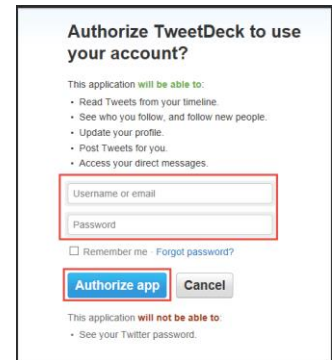 Authorize TweetDeck to use
your account?
This application will be able to:
• Read Tweets from your timeline.
• See who you follow, and follow new people.
• Update your profile.
• Post Tweets for you.
• Access your direct messages.
Username or email
Password
Remember me · Forgot password?
Authorize app Cancel
This application will not be able to:
• See your Twitter password.